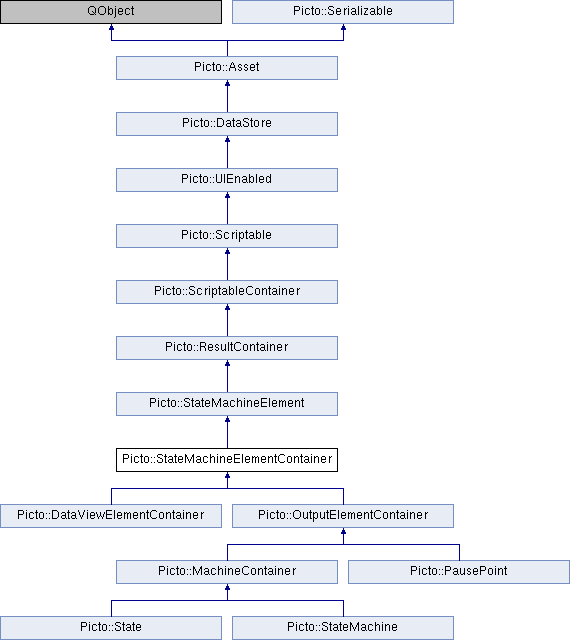 QObject
Picto::Serializable
Picto::Asset
Picto::DataStore
Picto::UIEnabled
Picto::Scriptable
Picto::ScriptableContainer
Picto::ResultContainer
Picto::StateMachineElement
Picto::StateMachineElementContainer
Picto::DataViewElementContainer
Picto::OutputElementContainer
Picto::MachineContainer
Picto::PausePoint
Picto::State
Picto::StateMachine